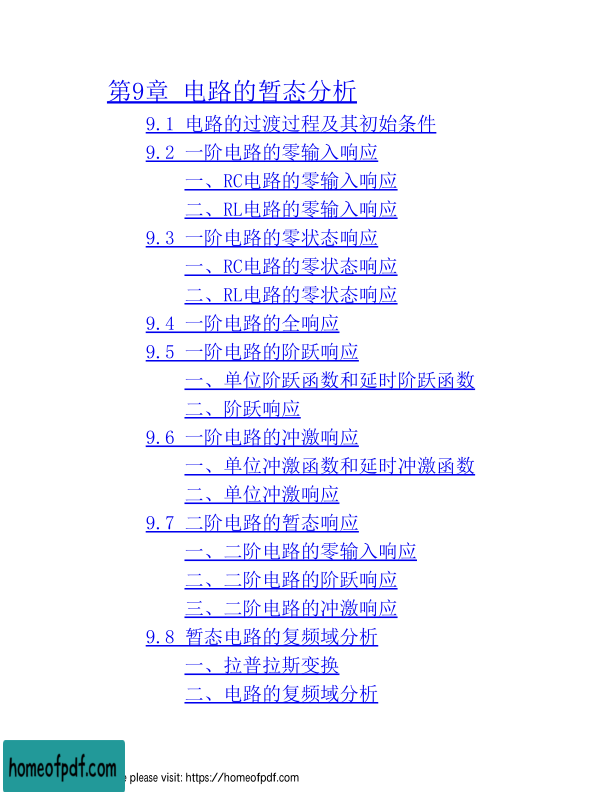 第9章 电路的暂态分析
9.1 电路的过渡过程及其初始条件
9.2 一阶电路的零输入响应
一、RC电路的零输入响应
二、RL电路的零输入响应
9.3 一阶电路的零状态响应
一、RC电路的零状态响应
二、RL电路的零状态响应
9.4 一阶电路的全响应
9.5 一阶电路的阶跃响应
一、单位阶跃函数和延时阶跃函数
二、阶跃响应
9.6 一阶电路的冲激响应
一、单位冲激函数和延时冲激函数
二、单位冲激响应
9.7 二阶电路的暂态响应
一、二阶电路的零输入响应
二、二阶电路的阶跃响应
三、二阶电路的冲激响应
9.8 暂态电路的复频域分析
一、拉普拉斯变换
二、电路的复频域分析
homeofpdf.com
please visit: https://homeofpdf.com